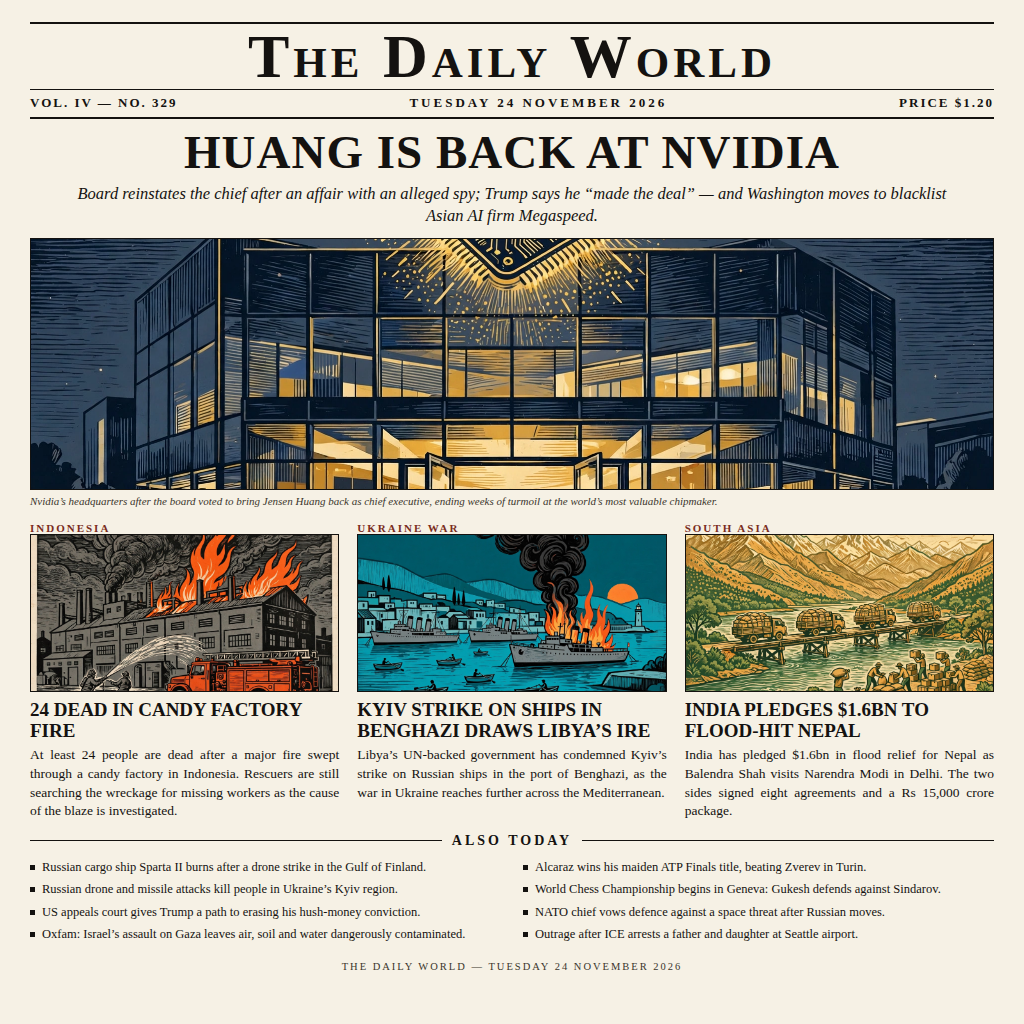 THE DAILY WORLD
VOL. IV — NO. 329
TUESDAY 24 NOVEMBER 2026
PRICE $1.20
HUANG IS BACK AT NVIDIA
Board reinstates the chief after an affair with an alleged spy; Trump says he “made the deal” — and Washington moves to blacklist
Asian AI firm Megaspeed.
Nvidia’s headquarters after the board voted to bring Jensen Huang back as chief executive, ending weeks of turmoil at the world’s most valuable chipmaker.
INDONESIA
24 DEAD IN CANDY FACTORY
FIRE
At least 24 people are dead after a major fire swept
through a candy factory in Indonesia. Rescuers are still
searching the wreckage for missing workers as the cause
of the blaze is investigated.
UKRAINE WAR
KYIV STRIKE ON SHIPS IN
BENGHAZI DRAWS LIBYA’S IRE
Libya’s UN-backed government has condemned Kyiv’s
strike on Russian ships in the port of Benghazi, as the
war in Ukraine reaches further across the Mediterranean.
SOUTH ASIA
INDIA PLEDGES $1.6BN TO
FLOOD-HIT NEPAL
India has pledged $1.6bn in flood relief for Nepal as
Balendra Shah visits Narendra Modi in Delhi. The two
sides signed eight agreements and a Rs 15,000 crore
package.
ALSO TODAY
Russian cargo ship Sparta II burns after a drone strike in the Gulf of Finland.
Russian drone and missile attacks kill people in Ukraine’s Kyiv region.
US appeals court gives Trump a path to erasing his hush-money conviction.
Oxfam: Israel’s assault on Gaza leaves air, soil and water dangerously contaminated.
Alcaraz wins his maiden ATP Finals title, beating Zverev in Turin.
World Chess Championship begins in Geneva: Gukesh defends against Sindarov.
NATO chief vows defence against a space threat after Russian moves.
Outrage after ICE arrests a father and daughter at Seattle airport.
THE DAILY WORLD — TUESDAY 24 NOVEMBER 2026